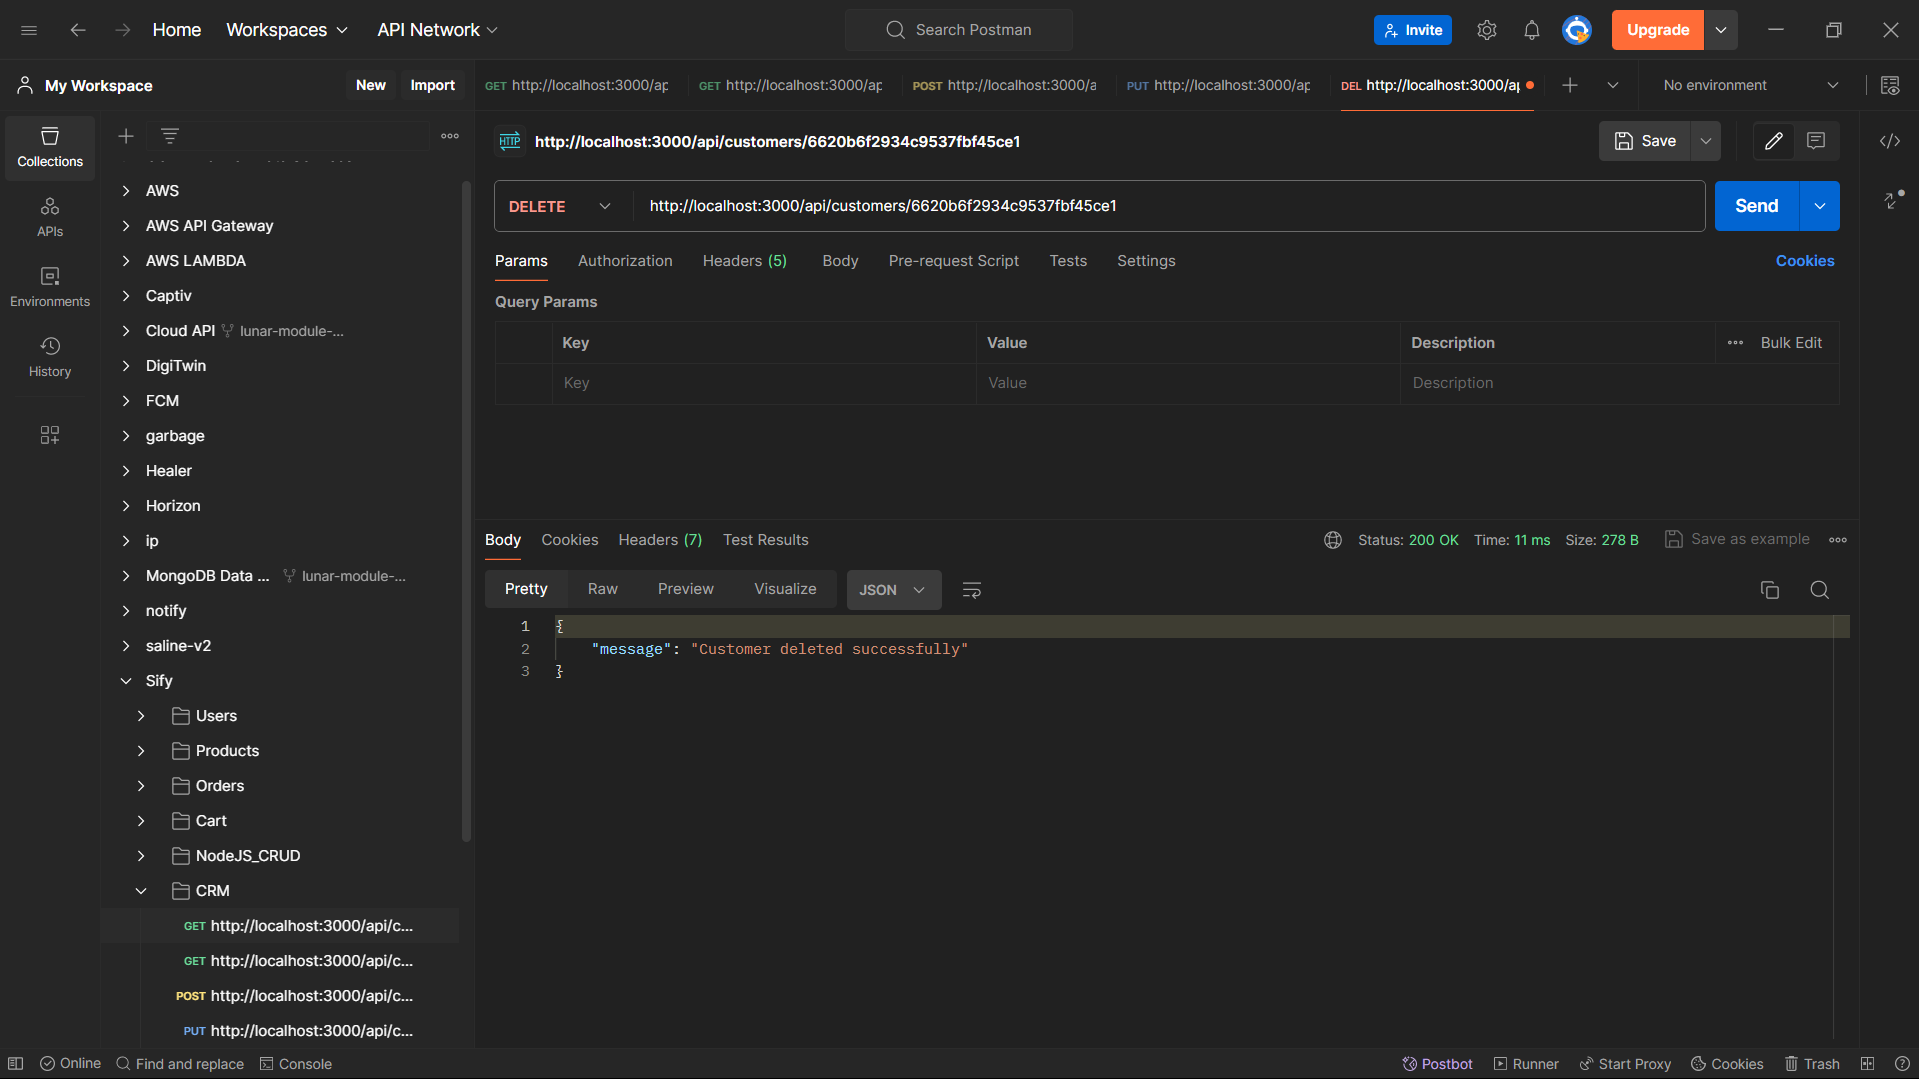 Home
Workspaces
API Network
Search Postman
Invite
Upgrade
My Workspace
New
Import
GET http://localhost:3000/ap
GET http://localhost:3000/ap
POST http://localhost:3000/a
PUT http://localhost:3000/ap
DEL http://localhost:3000/ap
No environment
Collections
APIs
Environments
History
AWS
AWS API Gateway
AWS LAMBDA
Captiv
Cloud API lunar-module-...
DigiTwin
FCM
garbage
Healer
Horizon
ip
MongoDB Data ... lunar-module-...
notify
saline-v2
Sify
Users
Products
Orders
Cart
NodeJS_CRUD
CRM
GET http://localhost:3000/api/c...
GET http://localhost:3000/api/c...
POST http://localhost:3000/api/c...
PUT http://localhost:3000/api/c...
HTTP http://localhost:3000/api/customers/6620b6f2934c9537fbf45ce1
Save
DELETE http://localhost:3000/api/customers/6620b6f2934c9537fbf45ce1
Send
Params Authorization Headers (5) Body Pre-request Script Tests Settings Cookies
Query Params
Key Value Description Bulk Edit
Key Value Description
Body Cookies Headers (7) Test Results
Status: 200 OK Time: 11 ms Size: 278 B Save as example
Pretty Raw Preview Visualize JSON
1 {
2 "message": "Customer deleted successfully"
3 }
Online Find and replace Console
Postbot Runner Start Proxy Cookies Trash